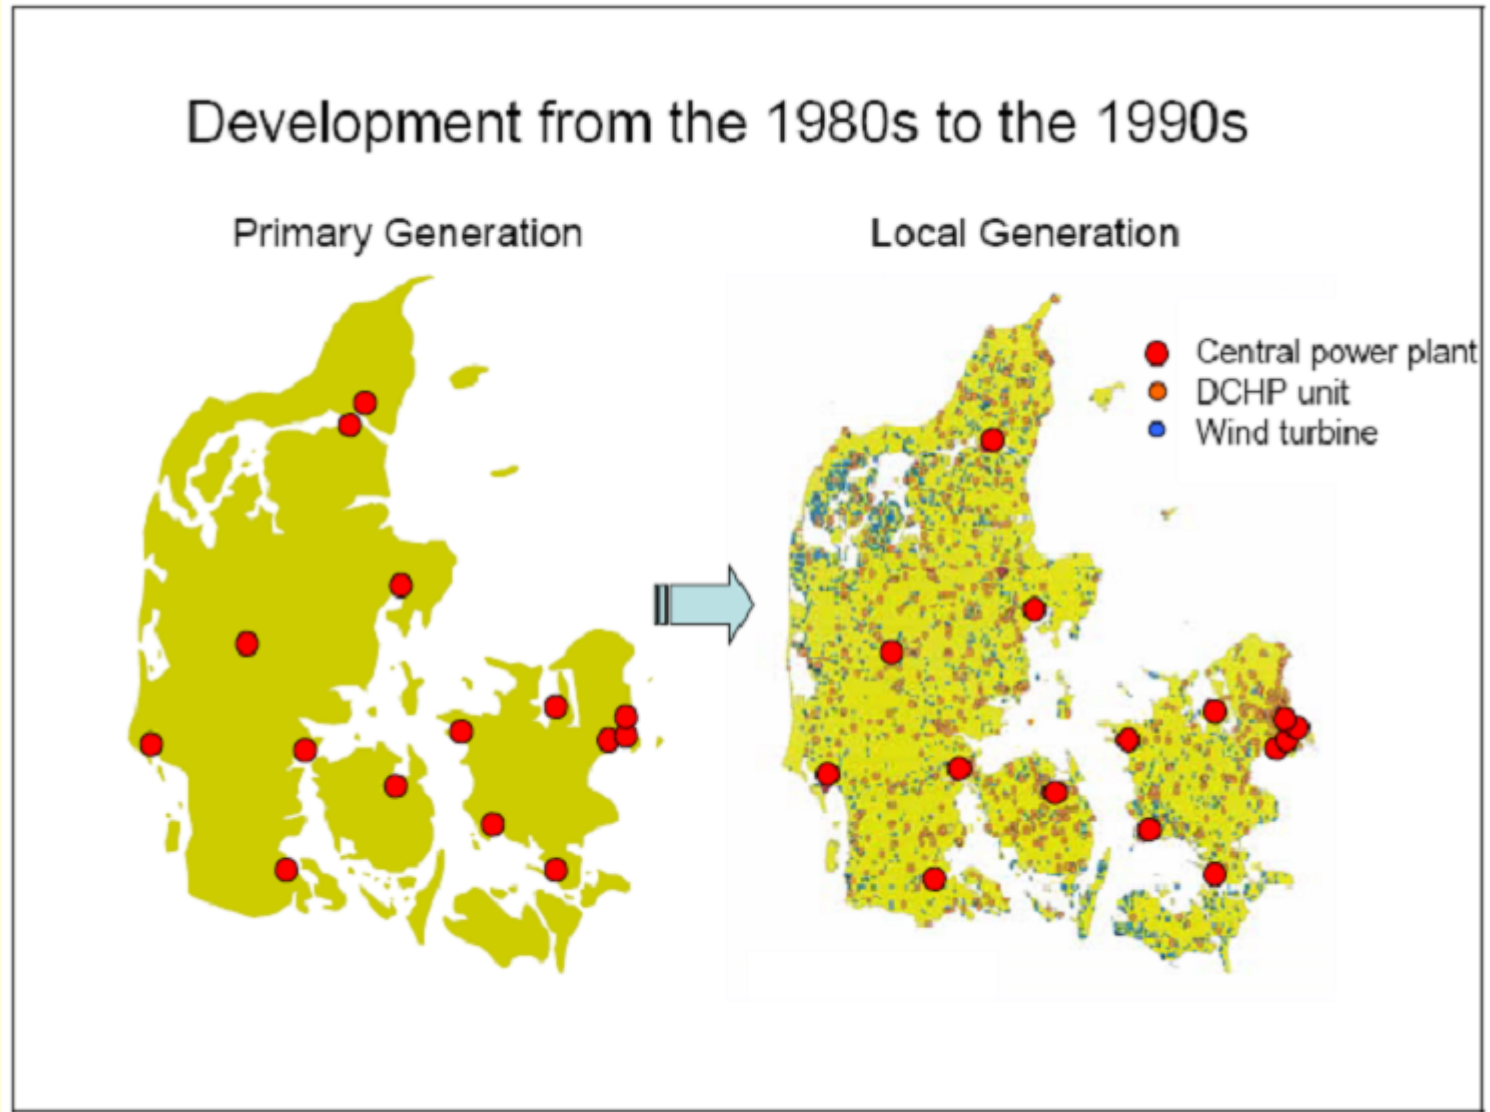 Development from the 1980s to the 1990s
Primary Generation
Local Generation
Central power plant
DCHP unit
Wind turbine